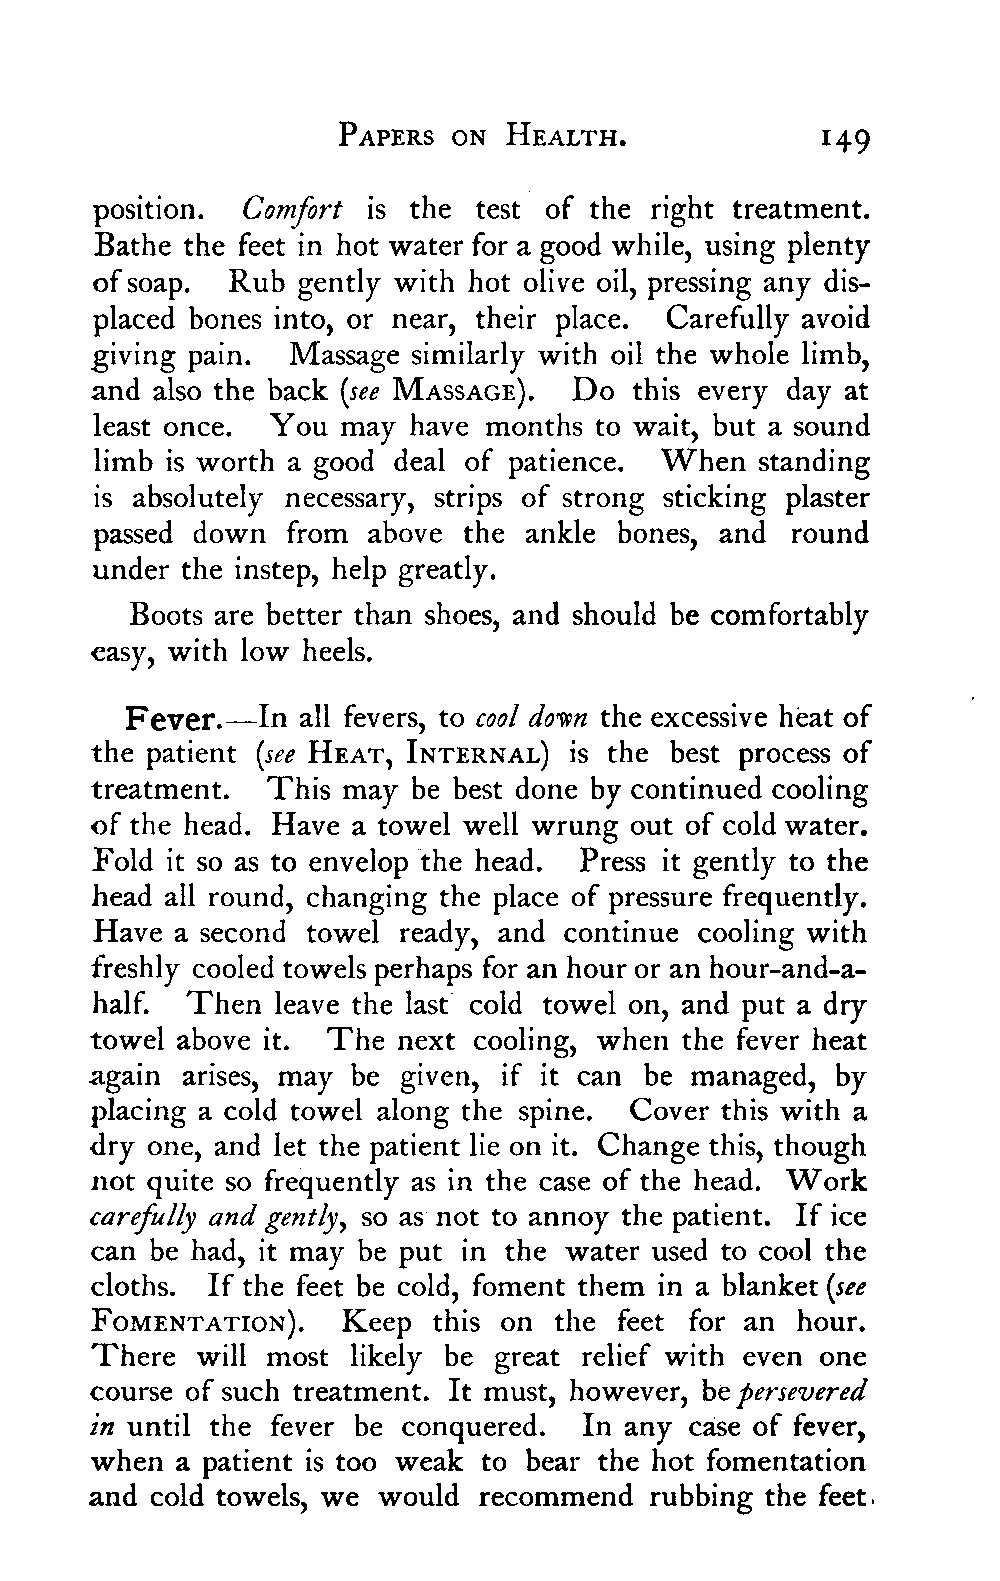 Papers on Health. 149
position. Comfort is the test of the right treatment.
Bathe the feet in hot water for a good while, using plenty
of soap. Rub gently with hot olive oil, pressing any dis-
placed bones into, or near, their place. Carefully avoid
giving pain. Massage similarly with oil the whole limb,
and also the back (see Massage). Do this every day at
least once. You may have months to wait, but a sound
limb is worth a good deal of patience. When standing
is absolutely necessary, strips of strong sticking plaster
passed down from above the ankle bones, and round
under the instep, help greatly.
Boots are better than shoes, and should be comfortably
easy, with low heels.
Fever.—In all fevers, to cool down the excessive heat of
the patient (see Heat, Internal) is the best process of
treatment. This may be best done by continued cooling
of the head. Have a towel well wrung out of cold water.
Fold it so as to envelop the head. Press it gently to the
head all round, changing the place of pressure frequently.
Have a second towel ready, and continue cooling with
freshly cooled towels perhaps for an hour or an hour-and-a-
half. Then leave the last cold towel on, and put a dry
towel above it. The next cooling, when the fever heat
again arises, may be given, if it can be managed, by
placing a cold towel along the spine. Cover this with a
dry one, and let the patient lie on it. Change this, though
not quite so frequently as in the case of the head. Work
carefully and gently, so as not to annoy the patient. If ice
can be had, it may be put in the water used to cool the
cloths. If the feet be cold, foment them in a blanket (see
Fomentation). Keep this on the feet for an hour.
There will most likely be great relief with even one
course of such treatment. It must, however, be persevered
in until the fever be conquered. In any case of fever,
when a patient is too weak to bear the hot fomentation
and cold towels, we would recommend rubbing the feet